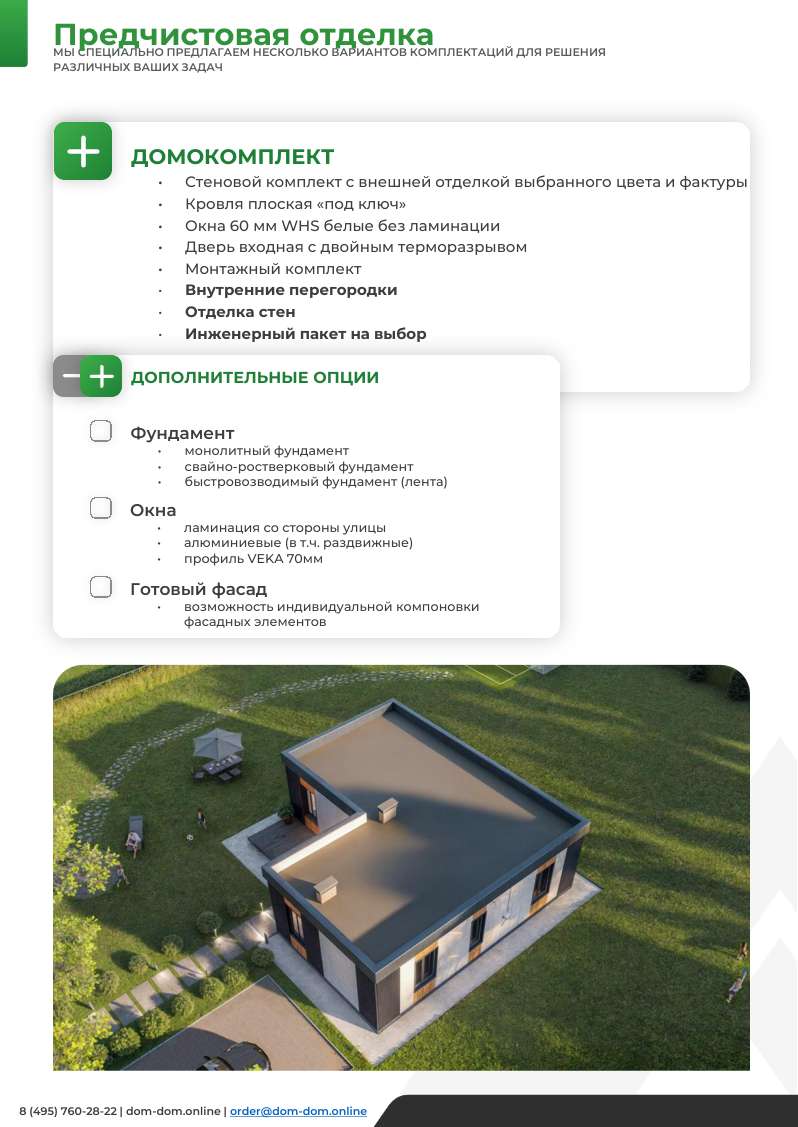 Предчистовая отделка
МЫ СПЕЦИАЛЬНО ПРЕДЛАГАЕМ НЕСКОЛЬКО ВАРИАНТОВ КОМПЛЕКТАЦИЙ ДЛЯ РЕШЕНИЯ
РАЗЛИЧНЫХ ВАШИХ ЗАДАЧ
ДОМОКОМПЛЕКТ
• Стеновой комплект с внешней отделкой выбранного цвета и фактуры
• Кровля плоская «под ключ»
• Окна 60 мм WHS белые без ламинации
• Дверь входная с двойным терморазрывом
• Монтажный комплект
• Внутренние перегородки
• Отделка стен
• Инженерный пакет на выбор
ДОПОЛНИТЕЛЬНЫЕ ОПЦИИ
Фундамент
• монолитный фундамент
• свайно-ростверковый фундамент
• быстровозводимый фундамент (лента)
Окна
• ламинация со стороны улицы
• алюминиевые (в т.ч. раздвижные)
• профиль VEKA 70мм
Готовый фасад
• возможность индивидуальной компоновки
фасадных элементов
8 (495) 760-28-22 | dom-dom.online | order@dom-dom.online